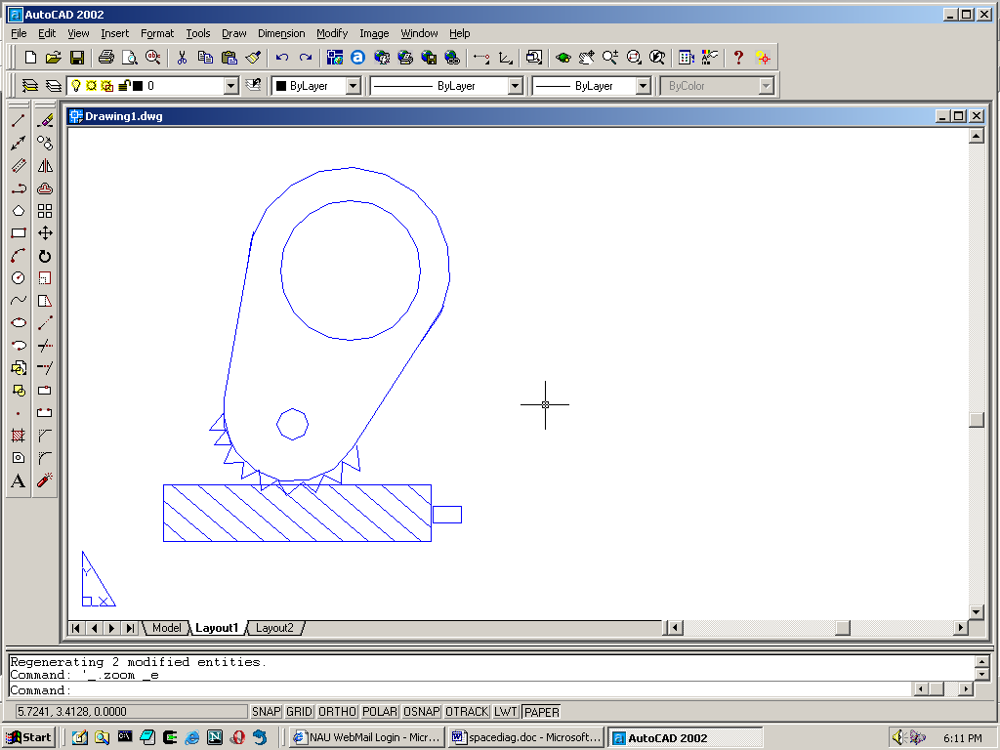 AutoCAD 2002
File Edit View Insert Format Tools Draw Dimension Modify Image Window Help
0 ByLayer ByLayer ByLayer ByColor
Drawing1.dwg
A
Y
X
Model Layout1 Layout2
Regenerating 2 modified entities.
Command: '_.zoom _e
Command:
5.7241, 3.4128, 0.0000 SNAP GRID ORTHO POLAR OSNAP OTRACK LWT PAPER
Start NAU WebMail Login - Micr... spacediag.doc - Microsoft... AutoCAD 2002 6:11 PM